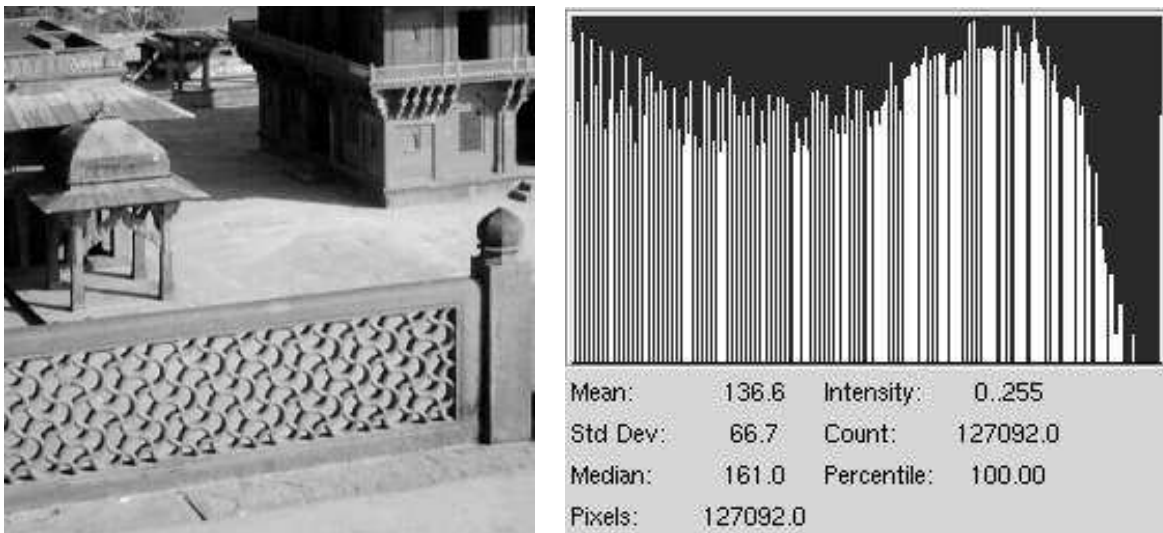 Mean: 136.6 Intensity: 0..255
Std Dev: 66.7 Count: 127092.0
Median: 161.0 Percentile: 100.00
Pixels: 127092.0